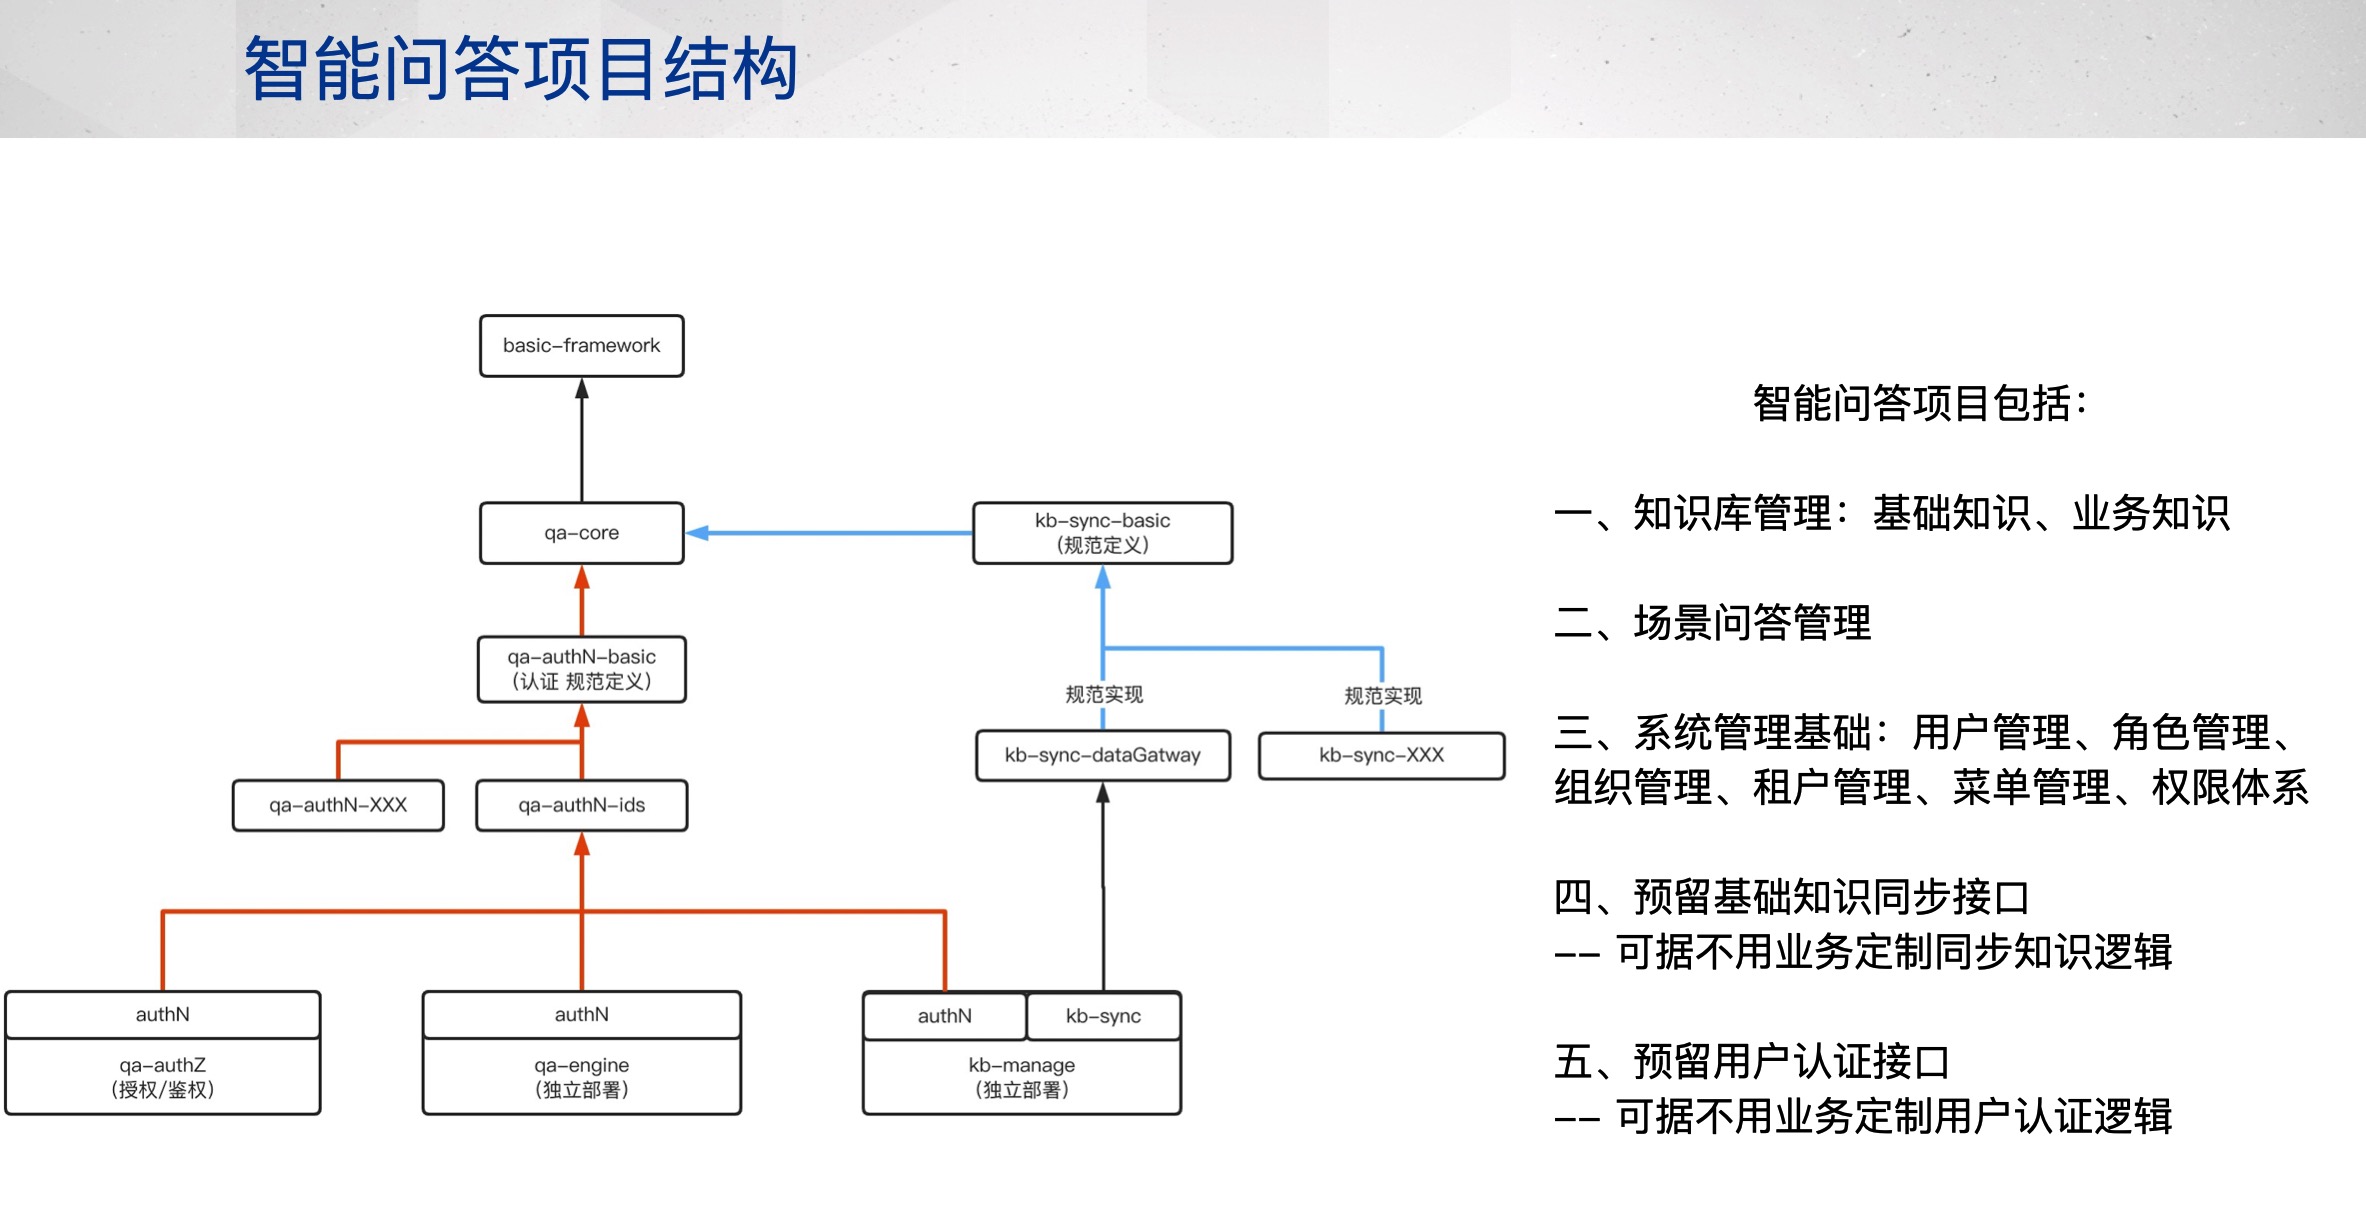 智能问答项目结构
basic-framework
qa-core
kb-sync-basic
(规范定义)
qa-authN-basic
(认证 规范定义)
规范实现
规范实现
kb-sync-dataGatway
kb-sync-XXX
qa-authN-XXX
qa-authN-ids
authN
qa-authZ
(授权/鉴权)
authN
qa-engine
(独立部署)
authN
kb-sync
kb-manage
(独立部署)
智能问答项目包括：
一、知识库管理：基础知识、业务知识
二、场景问答管理
三、系统管理基础：用户管理、角色管理、
组织管理、租户管理、菜单管理、权限体系
四、预留基础知识同步接口
-- 可据不用业务定制同步知识逻辑
五、预留用户认证接口
-- 可据不用业务定制用户认证逻辑